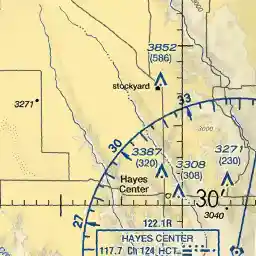 3852
(586)
stockyard
3271
33
3000
30
3387
(320)
3271
(230)
3308
(308)
Hayes
Center
30
3040
27
122.1R
HAYES CENTER
117.7 Ch 124 HCT